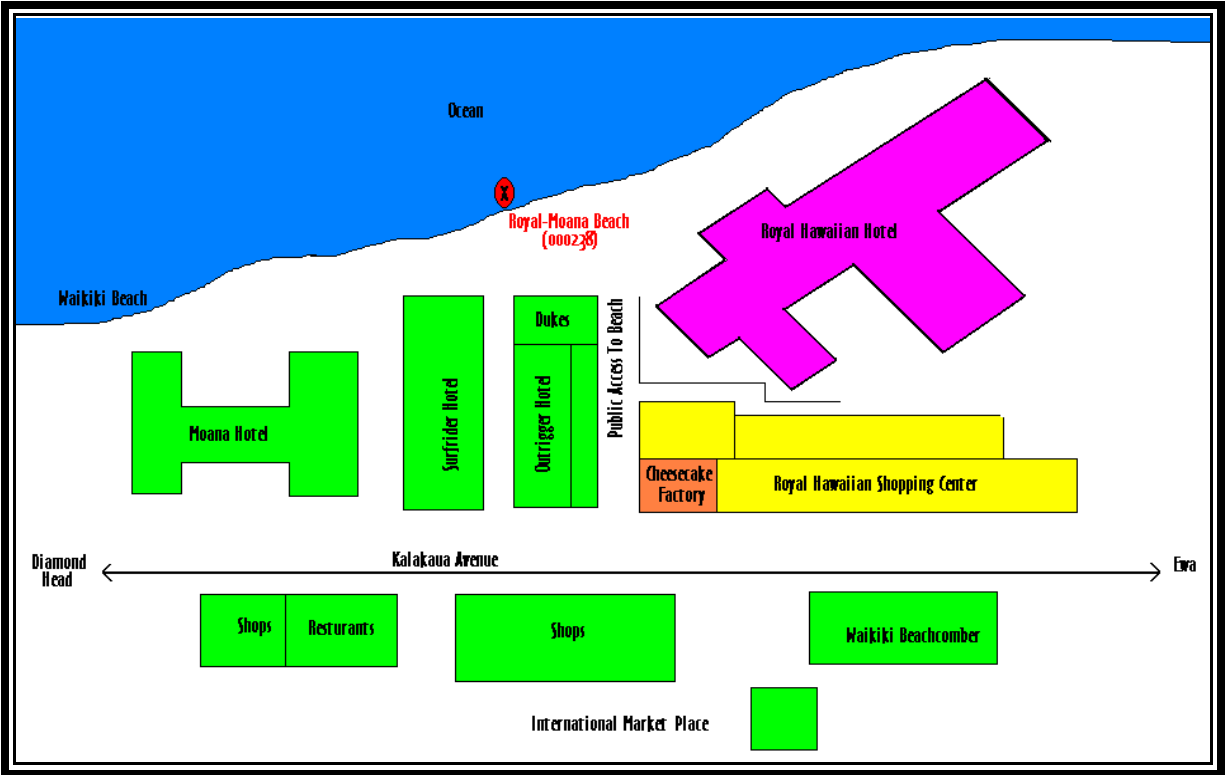 Ocean
X
Royal-Moana Beach
(000238)
Royal Hawaiian Hotel
Waikiki Beach
Dukes
Public Access To Beach
Moana Hotel
Surfrider Hotel
Outrigger Hotel
Cheesecake
Factory
Royal Hawaiian Shopping Center
Diamond
Head
Kalakaua Avenue
Ewa
Shops
Resturants
Shops
Waikiki Beachcomber
International Market Place